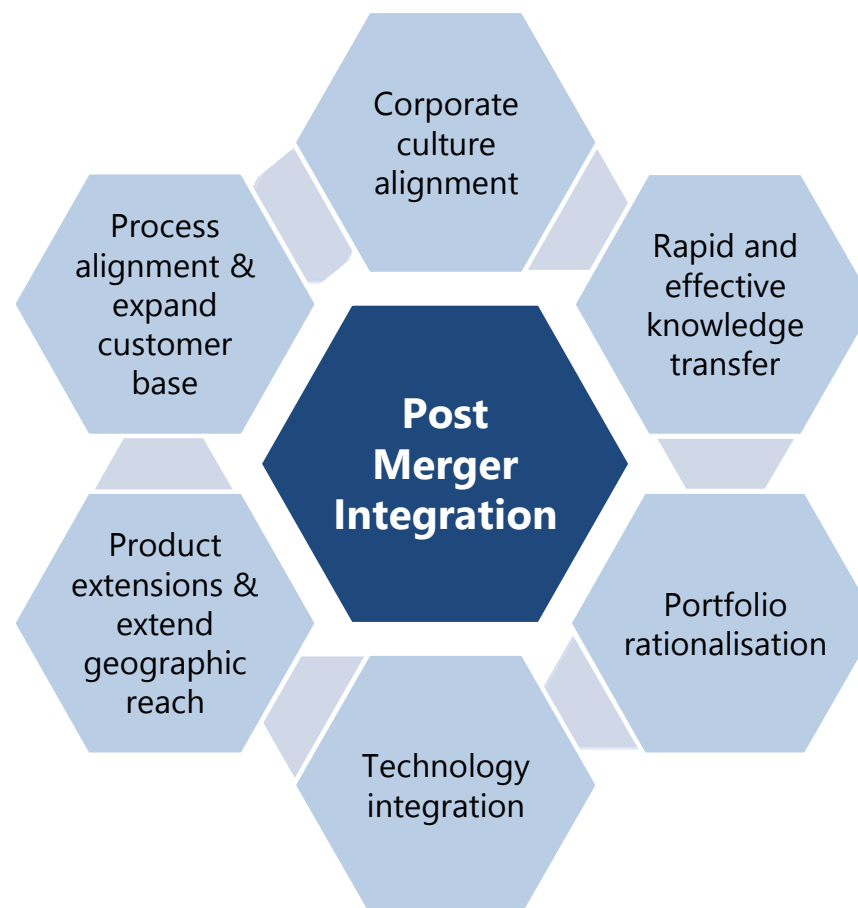 Corporate
culture
alignment
Rapid and
effective
knowledge
transfer
Portfolio
rationalisation
Technology
integration
Product
extensions &
extend
geographic
reach
Process
alignment &
expand
customer
base
Post
Merger
Integration